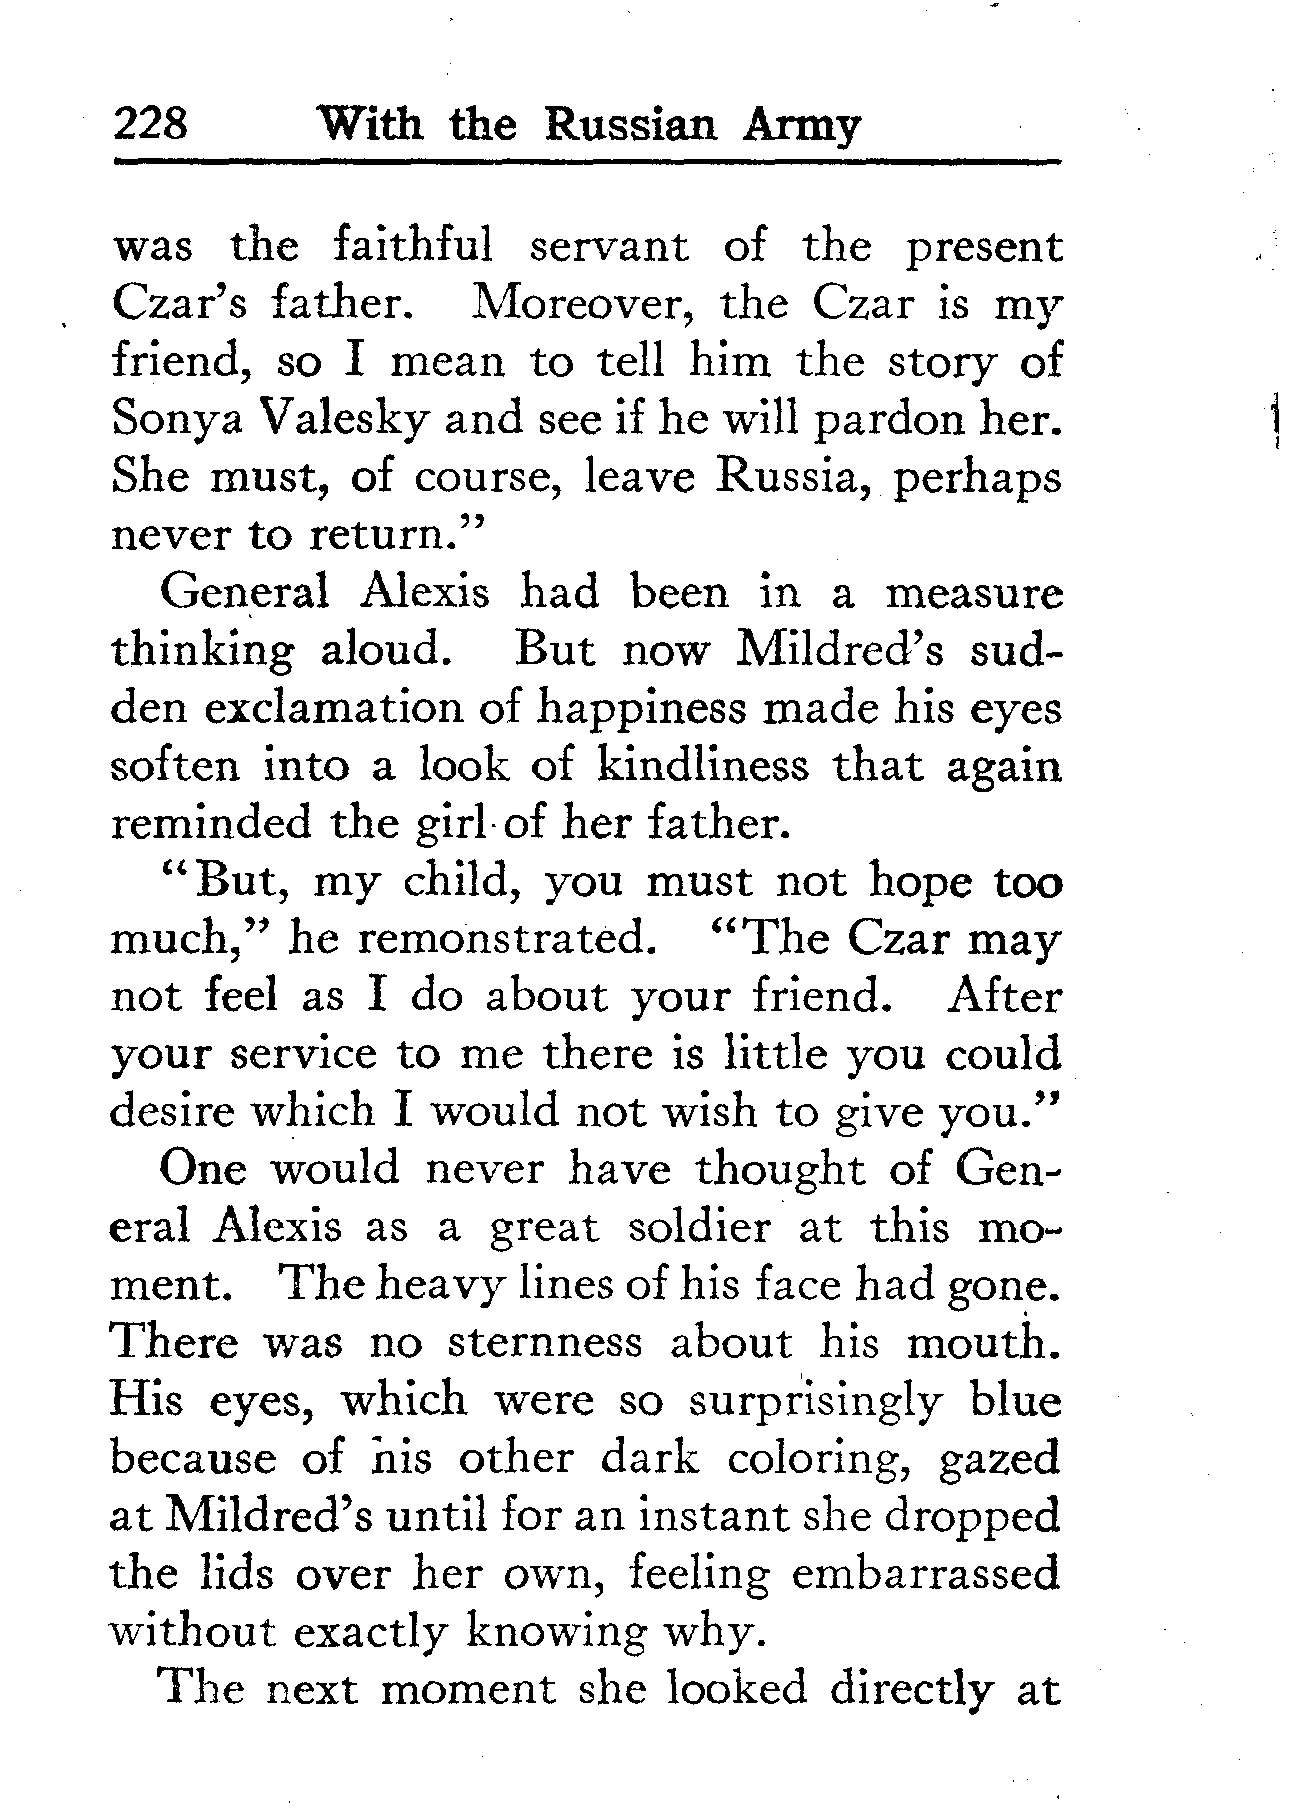 228 With the Russian Army
was the faithful servant of the present
Czar's father. Moreover, the Czar is my
friend, so I mean to tell him the story of
Sonya Valesky and see if he will pardon her.
She must, of course, leave Russia, perhaps
never to return."
General Alexis had been in a measure
thinking aloud. But now Mildred's sud-
den exclamation of happiness made his eyes
soften into a look of kindliness that again
reminded the girl of her father.
"But, my child, you must not hope too
much," he remonstrated. "The Czar may
not feel as I do about your friend. After
your service to me there is little you could
desire which I would not wish to give you."
One would never have thought of Gen-
eral Alexis as a great soldier at this mo-
ment. The heavy lines of his face had gone.
There was no sternness about his mouth.
His eyes, which were so surprisingly blue
because of his other dark coloring, gazed
at Mildred's until for an instant she dropped
the lids over her own, feeling embarrassed
without exactly knowing why.
The next moment she looked directly at